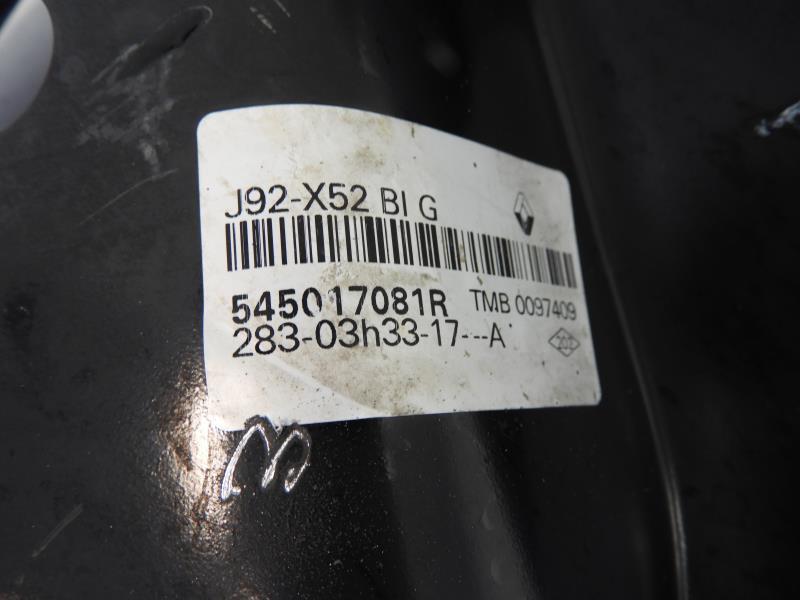 J92-X52 BI G
545017081R TMB 0097409
283-03h33-17---A